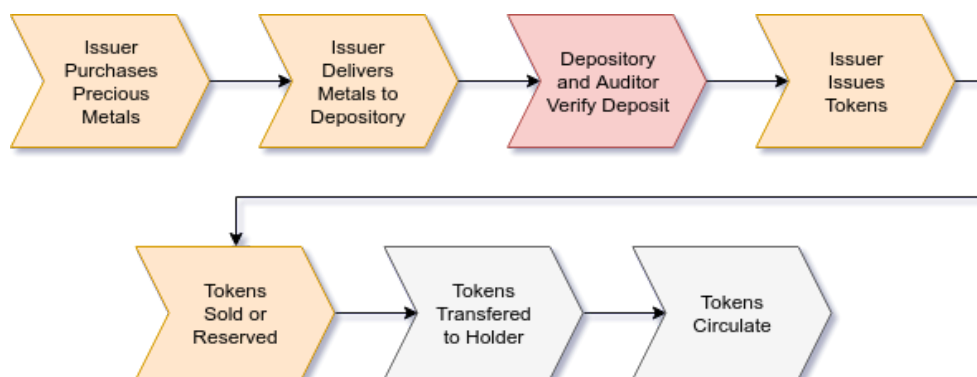 Issuer
Purchases
Precious
Metals
Issuer
Delivers
Metals to
Depository
Depository
and Auditor
Verify Deposit
Issuer
Issues
Tokens
Tokens
Sold or
Reserved
Tokens
Transfered
to Holder
Tokens
Circulate